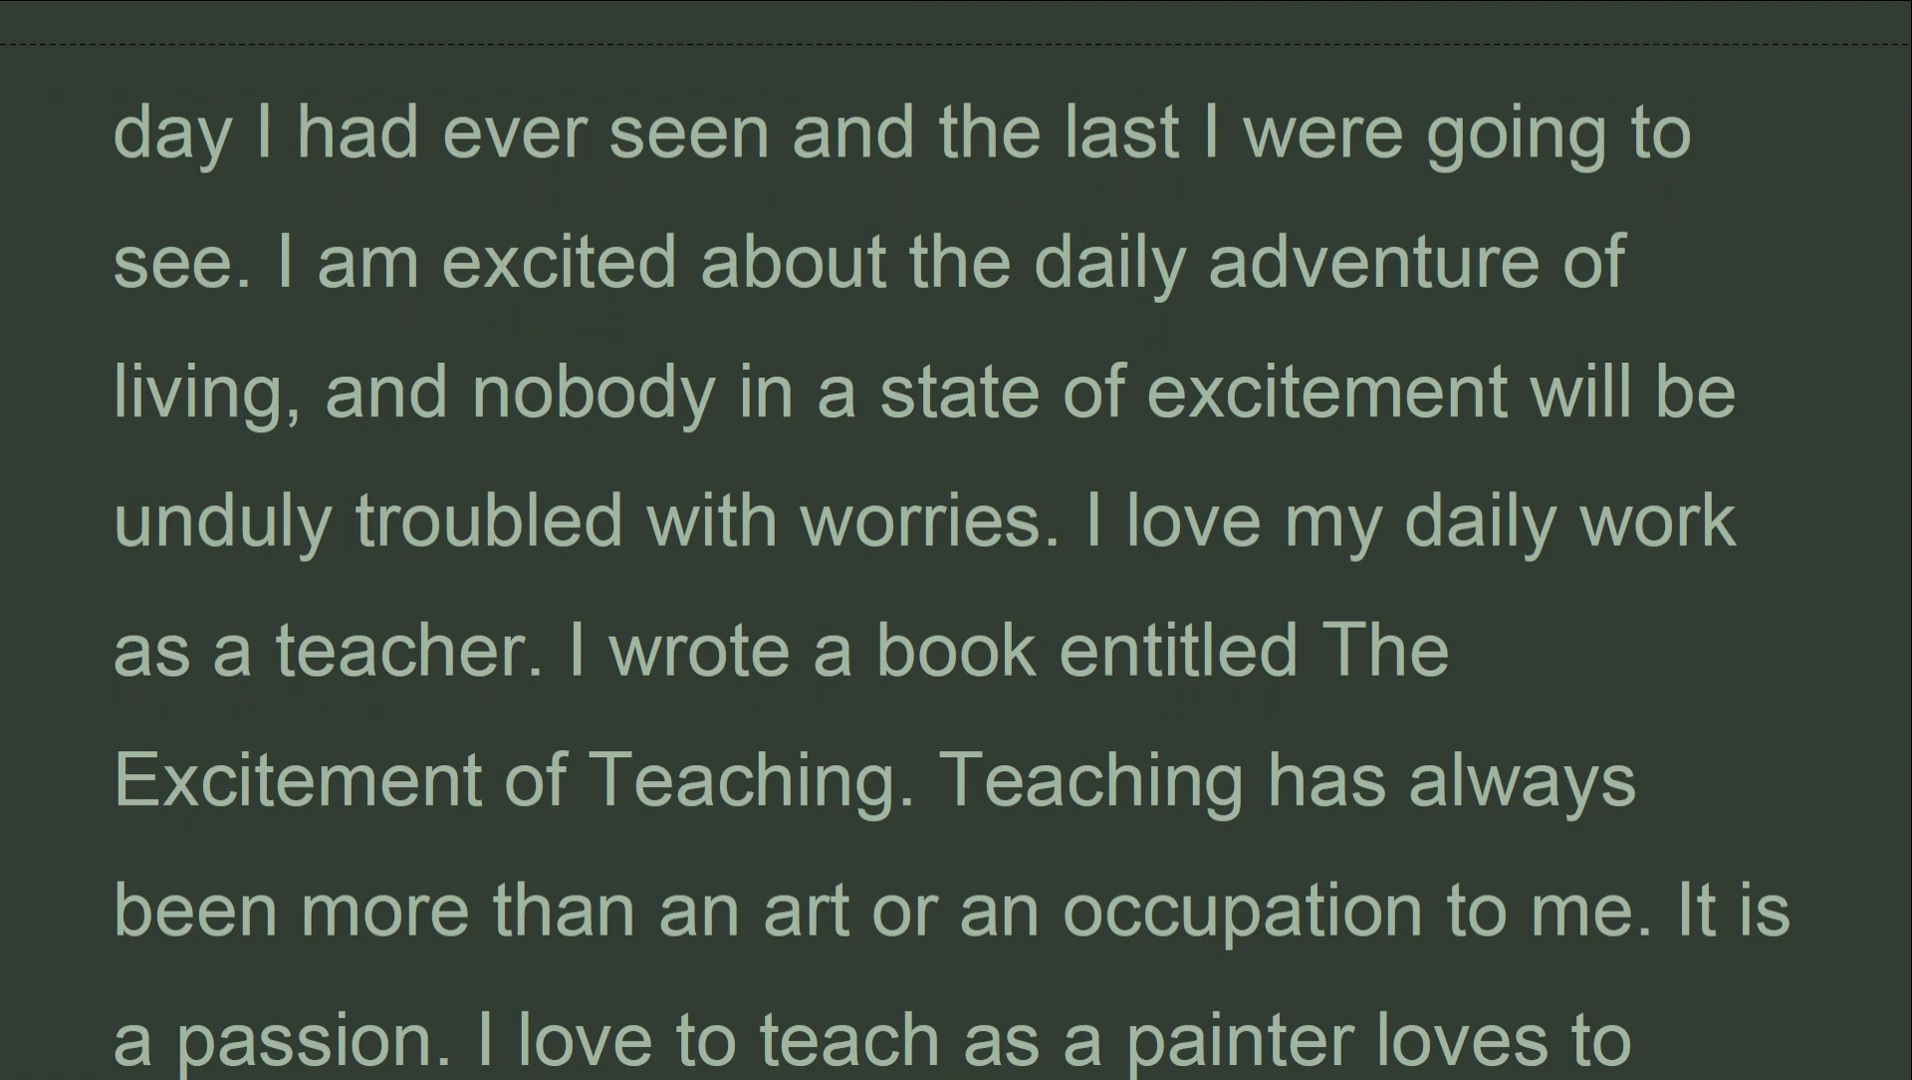 day I had ever seen and the last I were going to
see. I am excited about the daily adventure of
living, and nobody in a state of excitement will be
unduly troubled with worries. I love my daily work
as a teacher. I wrote a book entitled The
Excitement of Teaching. Teaching has always
been more than an art or an occupation to me. It is
a passion. I love to teach as a painter loves to